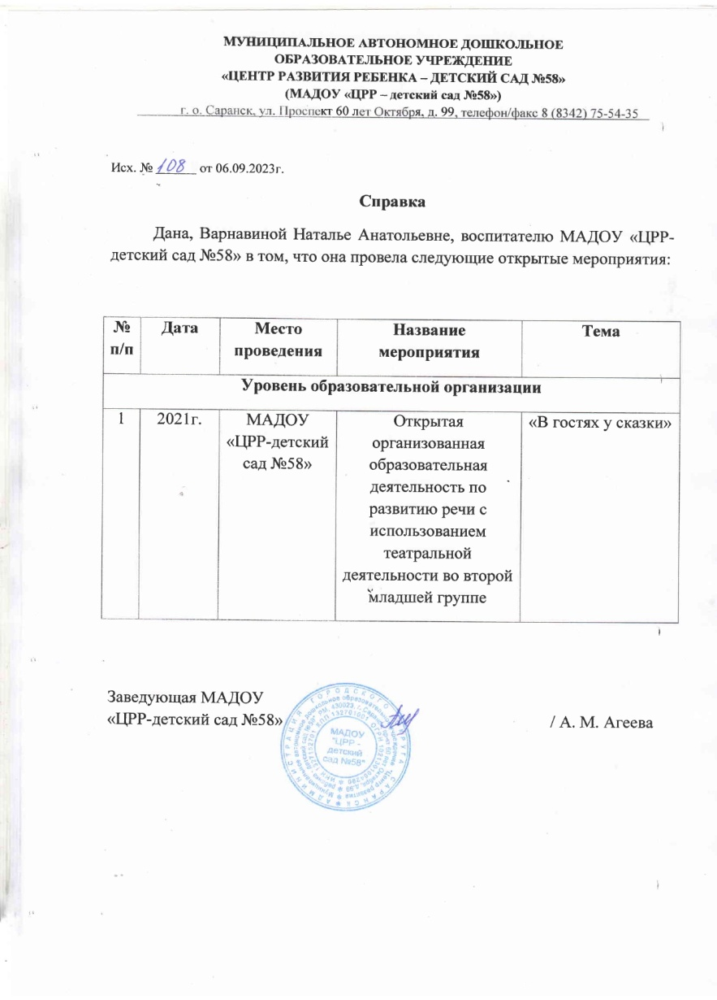 МУНИЦИПАЛЬНОЕ АВТОНОМНОЕ ДОШКОЛЬНОЕ
ОБРАЗОВАТЕЛЬНОЕ УЧРЕЖДЕНИЕ
«ЦЕНТР РАЗВИТИЯ РЕБЕНКА – ДЕТСКИЙ САД №58»
(МАДОУ «ЦРР – детский сад №58»)
г. о. Саранск, ул. Проспект 60 лет Октября, д. 99, телефон/факс 8 (8342) 75-54-35
Исх. № 108 от 06.09.2023г.
Справка
Дана, Варнавиной Наталье Анатольевне, воспитателю МАДОУ «ЦРР-
детский сад №58» в том, что она провела следующие открытые мероприятия:
№ п/п
Дата
Место
проведения
Название
мероприятия
Тема
Уровень образовательной организации
1
2021г.
МАДОУ
«ЦРР-детский
сад №58»
Открытая
организованная
образовательная
деятельность по
развитию речи с
использованием
театральной
деятельности во второй
младшей группе
«В гостях у сказки»
Заведующая МАДОУ
«ЦРР-детский сад №58»
/ А. М. Агеева
МАДОУ
"ЦРР -
детский
сад №58"
АДМИНИСТРАЦИЯ ГОРОДСКОГО ОКРУГА САРАНСК